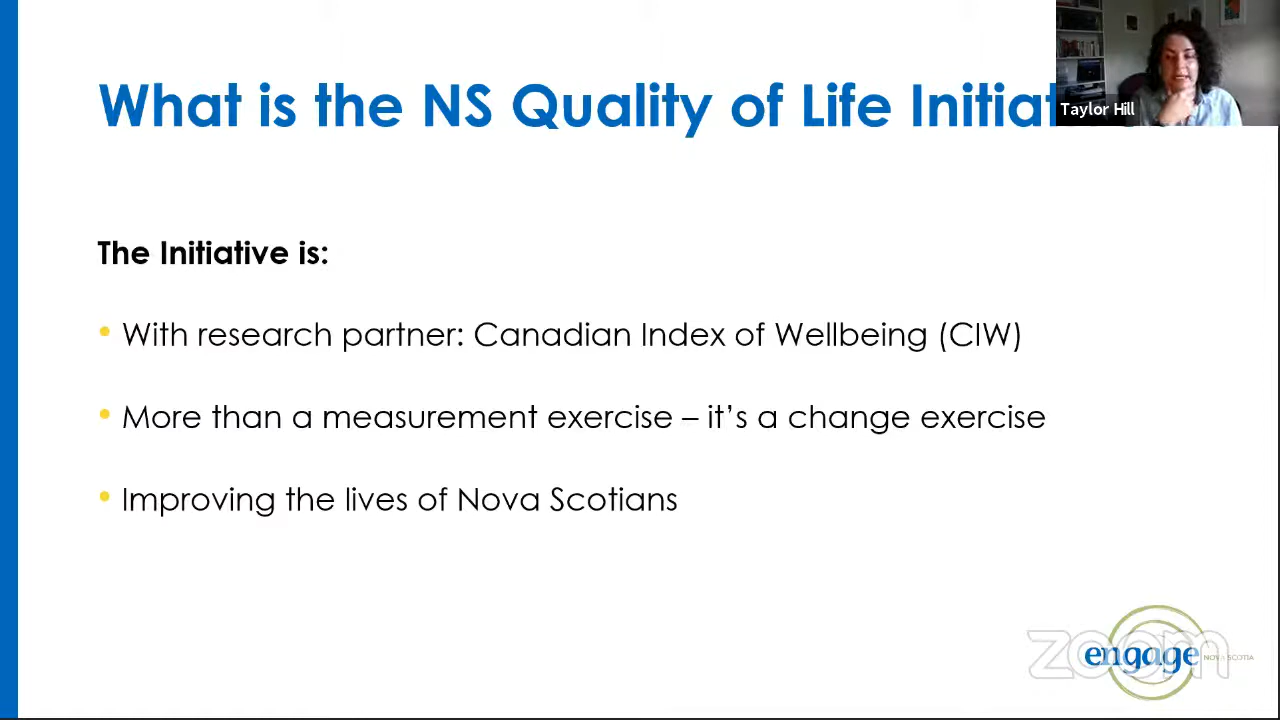 What is the NS Quality of Life Initiat
Taylor Hill
The Initiative is:
• With research partner: Canadian Index of Wellbeing (CIW)
• More than a measurement exercise – it's a change exercise
• Improving the lives of Nova Scotians
zoom
engage NOVA SCOTIA